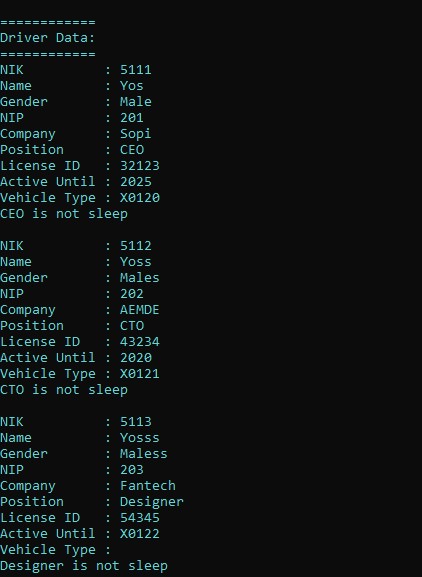 ============
Driver Data:
============
NIK          : 5111
Name         : Yos
Gender       : Male
NIP          : 201
Company      : Sopi
Position     : CEO
License ID   : 32123
Active Until : 2025
Vehicle Type : X0120
CEO is not sleep

NIK          : 5112
Name         : Yoss
Gender       : Males
NIP          : 202
Company      : AEMDE
Position     : CTO
License ID   : 43234
Active Until : 2020
Vehicle Type : X0121
CTO is not sleep

NIK          : 5113
Name         : Yosss
Gender       : Maless
NIP          : 203
Company      : Fantech
Position     : Designer
License ID   : 54345
Active Until : X0122
Vehicle Type :
Designer is not sleep